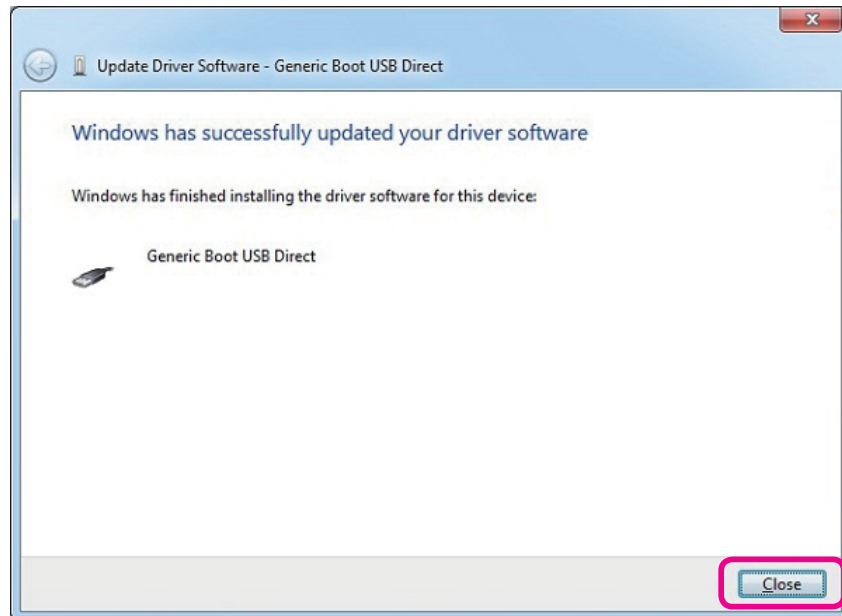 Update Driver Software - Generic Boot USB Direct
Windows has successfully updated your driver software
Windows has finished installing the driver software for this device:
Generic Boot USB Direct
Close